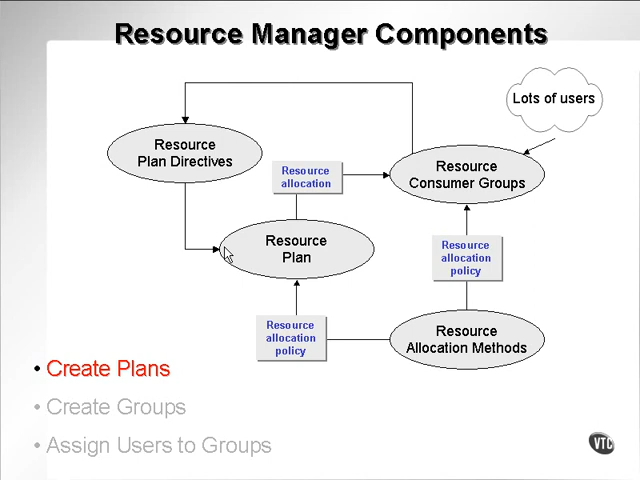 Resource Manager Components
Lots of users
Resource
Plan Directives
Resource
allocation
Resource
Consumer Groups
Resource
Plan
Resource
allocation
policy
Resource
allocation
policy
Resource
Allocation Methods
• Create Plans
• Create Groups
• Assign Users to Groups
VTC